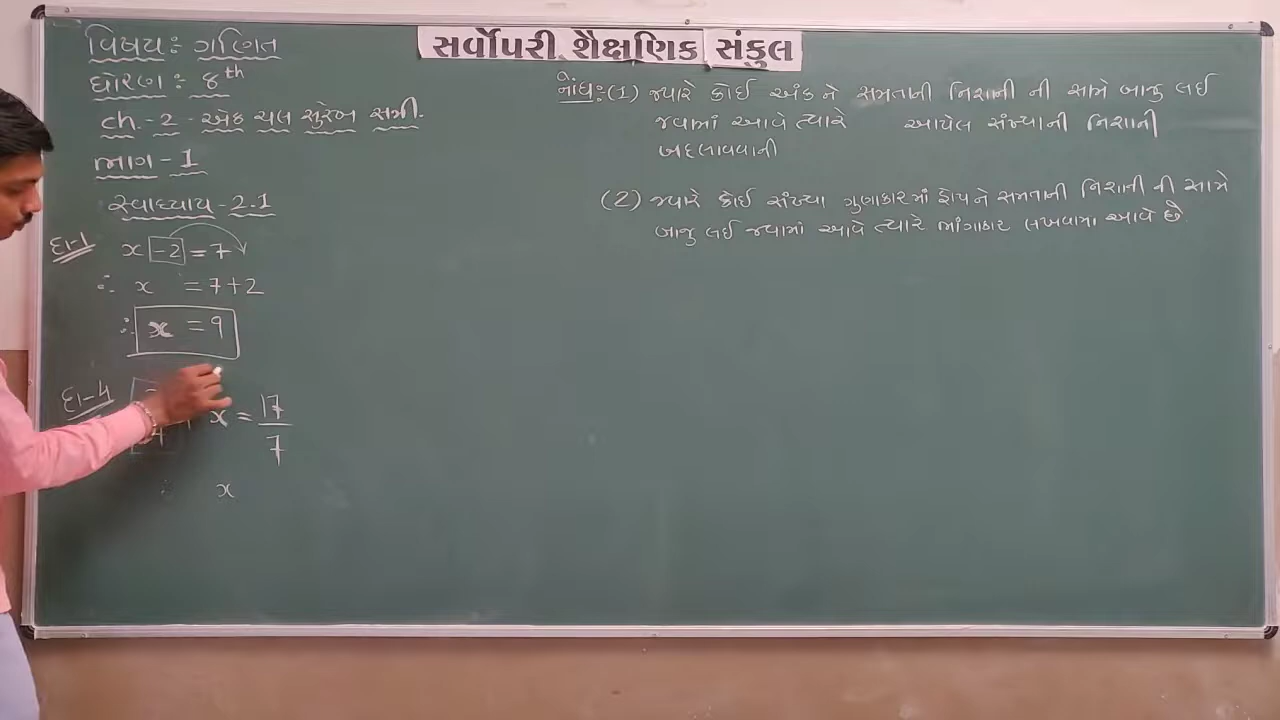 સર્વોપરી શૈક્ષણિક સંકુલ
વિષય: ગણિત
ધોરણ: 8th
ch.-2 - એક ચલ સુરેખ સમી.
ભાગ-1
સ્વાધ્યાય-2.1
દા-1 x -2 = 7
∴ x = 7+2
∴ x = 9
દા-4 x = 17/7
∴ x
નોંધ: (1) જ્યારે કોઈ અંકને સમતાની નિશાની ની સામે બાજુ લઈ
જવામાં આવે ત્યારે આપેલ સંખ્યાની નિશાની
બદલાવવાની
(2) જ્યારે કોઈ સંખ્યા ગુણાકારમાં હોય ને સમતાની નિશાની ની સામે
બાજુ લઈ જવામાં આવે ત્યારે ભાંગાકાર લખવામા આવે છે